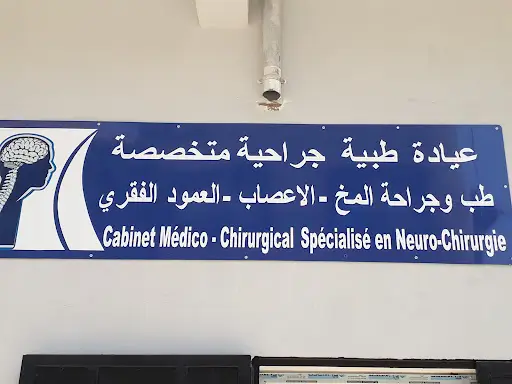 عيادة طبية جراحية متخصصة
طب وجراحة المخ - الاعصاب - العمود الفقري
Cabinet Médico - Chirurgical Spécialisé en Neuro-Chirurgie